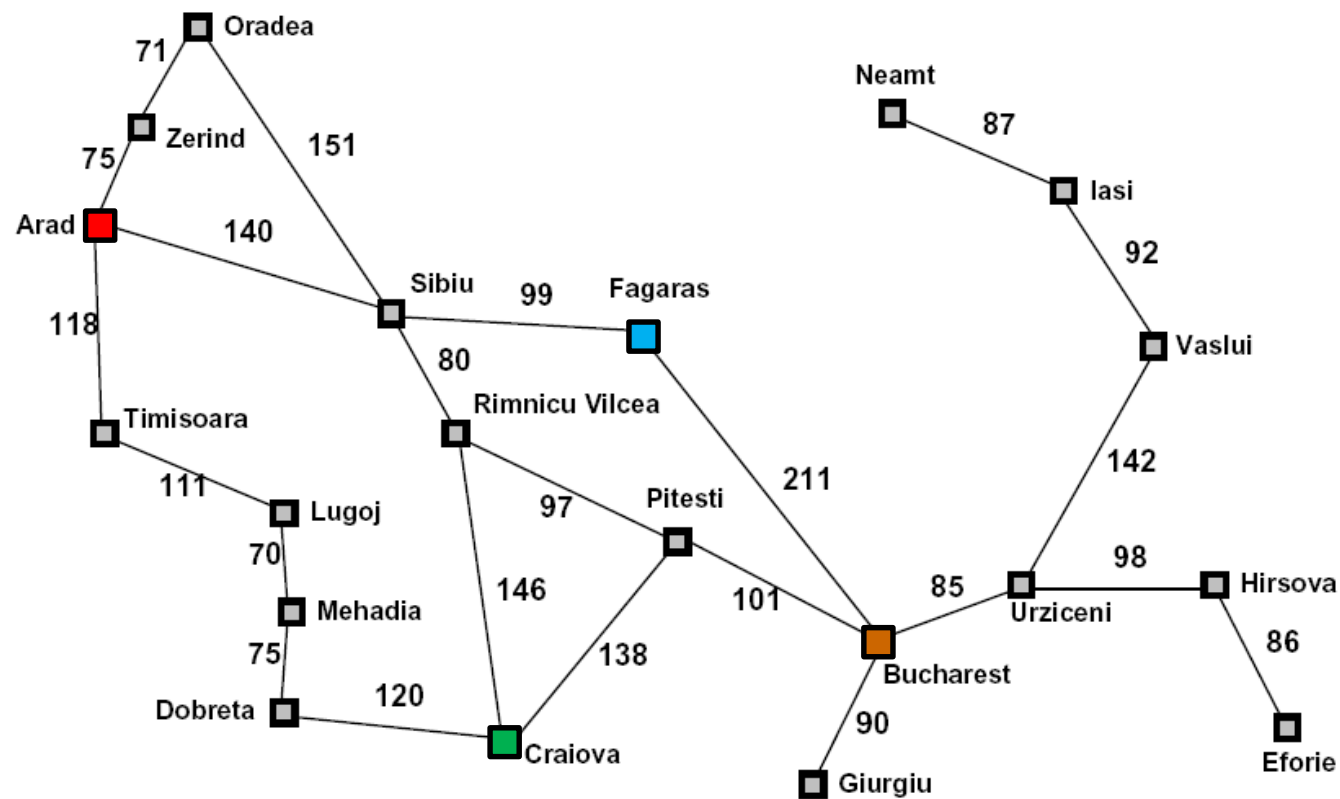 Oradea
71
Neamt
87
Zerind
151
75
Iasi
Arad
140
92
Sibiu
99
Fagaras
118
Vaslui
80
Timisoara
Rimnicu Vilcea
142
211
111
Lugoj
97
Pitesti
70
98
Hirsova
146
101
85
Urziceni
Mehadia
86
75
138
Bucharest
Dobreta
120
90
Craiova
Eforie
Giurgiu